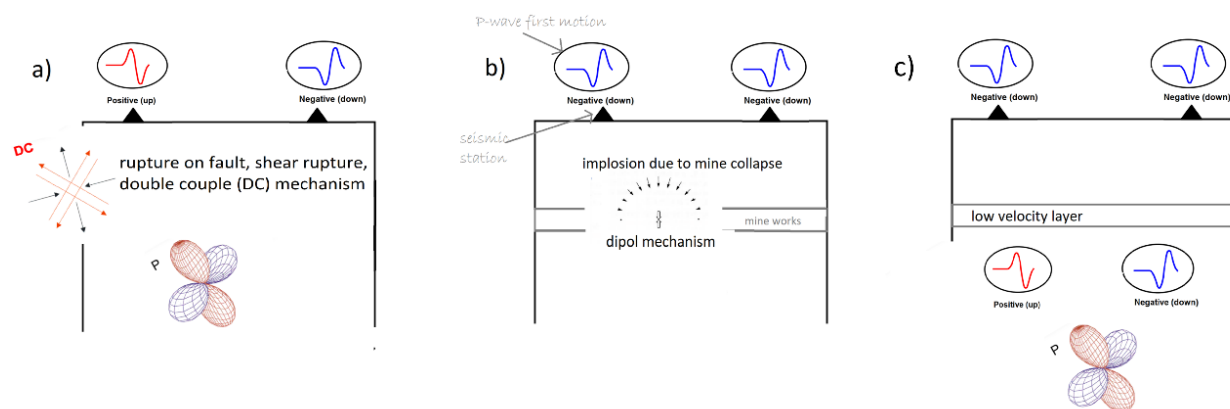 a)
Positive (up)
Negative (down)
DC
rupture on fault, shear rupture,
double couple (DC) mechanism
P
b)
P-wave first motion
Negative (down)
Negative (down)
seismic
station
implosion due to mine collapse
mine works
dipol mechanism
c)
Negative (down)
Negative (down)
low velocity layer
Positive (up)
Negative (down)
P